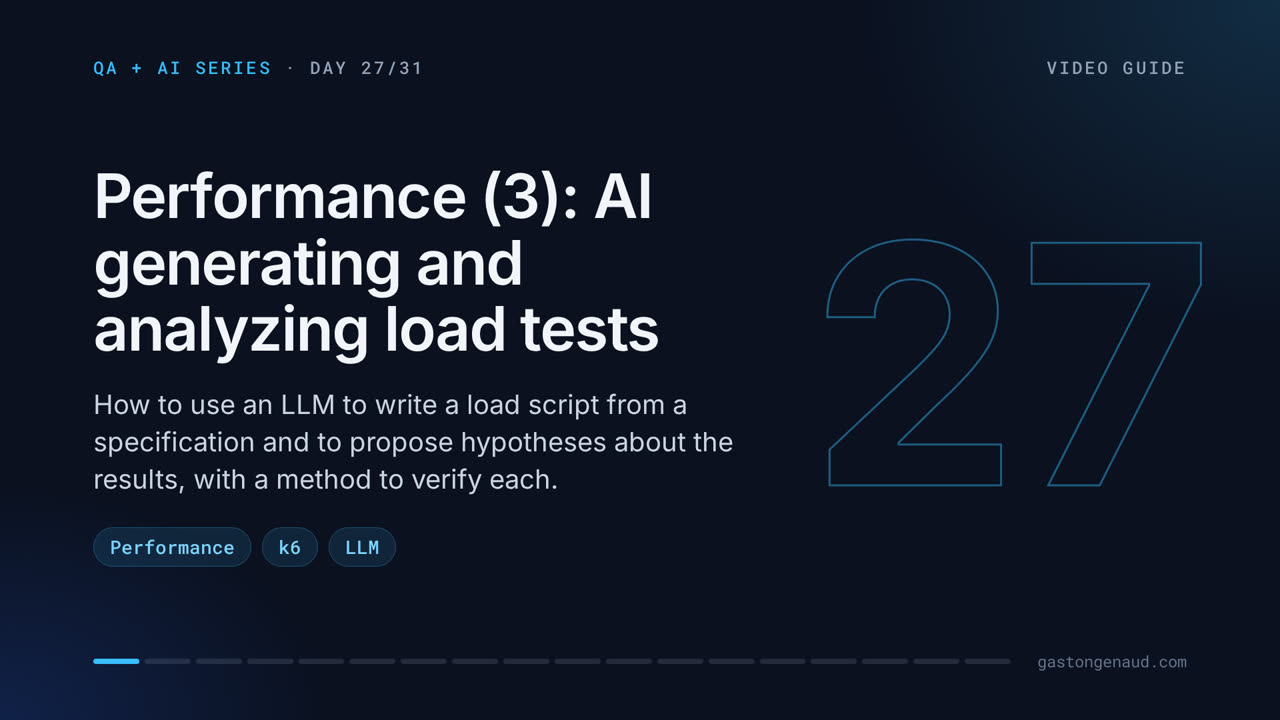 QA + AI SERIES · DAY 27/31
VIDEO GUIDE
Performance (3): AI
generating and
analyzing load tests
27
How to use an LLM to write a load script from a
specification and to propose hypotheses about the
results, with a method to verify each.
Performance
k6
LLM
gastongenaud.com